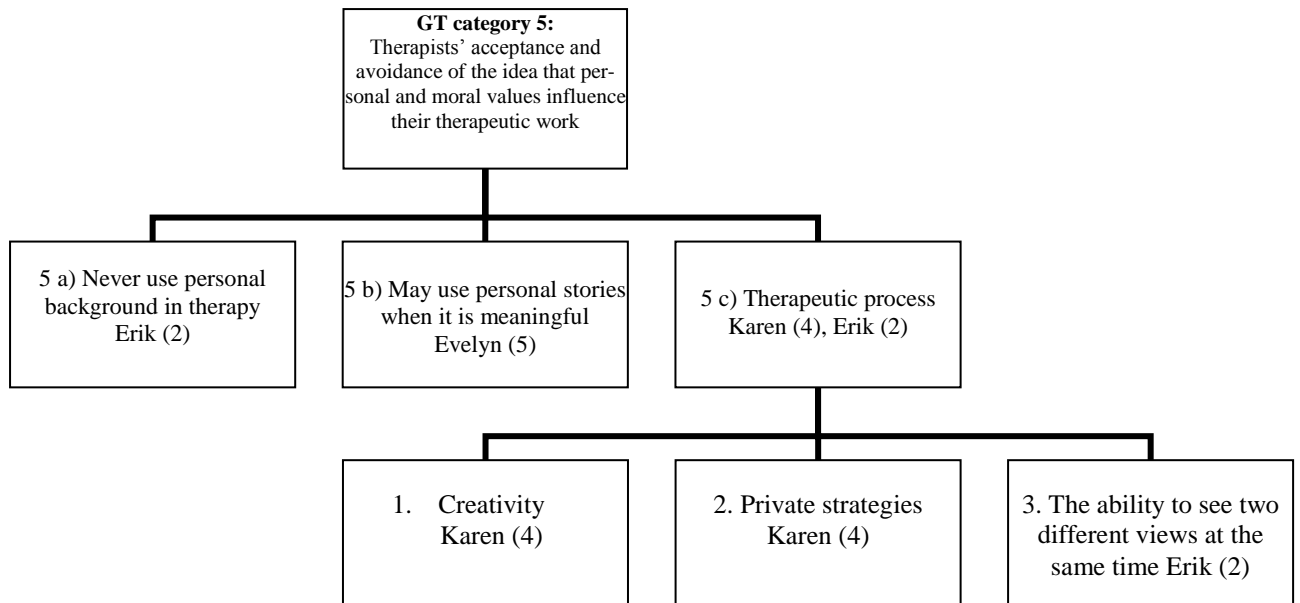 GT category 5:
Therapists’ acceptance and
avoidance of the idea that per-
sonal and moral values influence
their therapeutic work
5 a) Never use personal
background in therapy
Erik (2)
5 b) May use personal stories
when it is meaningful
Evelyn (5)
5 c) Therapeutic process
Karen (4), Erik (2)
1. Creativity
Karen (4)
2. Private strategies
Karen (4)
3. The ability to see two
different views at the
same time Erik (2)